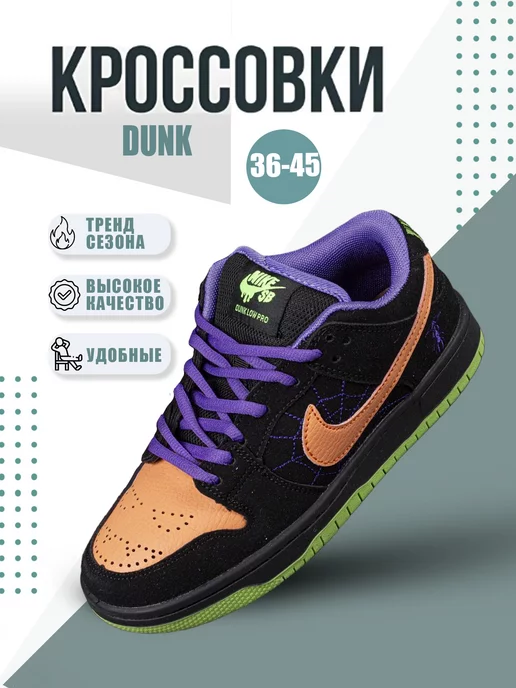 КРОССОВКИ
DUNK
36-45
ТРЕНД
СЕЗОНА
ВЫСОКОЕ
КАЧЕСТВО
УДОБНЫЕ
NIKE
SB
DUNK LOW PRO